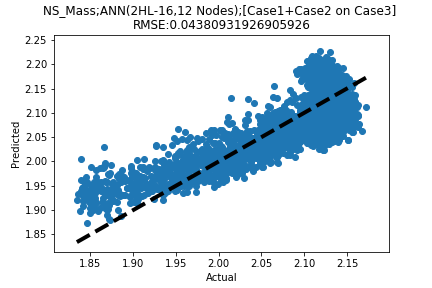 NS_Mass;ANN(2HL-16,12 Nodes);[Case1+Case2 on Case3]
RMSE:0.04380931926905926
2.25
2.20
2.15
2.10
2.05
2.00
1.95
1.90
1.85
Predicted
1.85 1.90 1.95 2.00 2.05 2.10 2.15
Actual